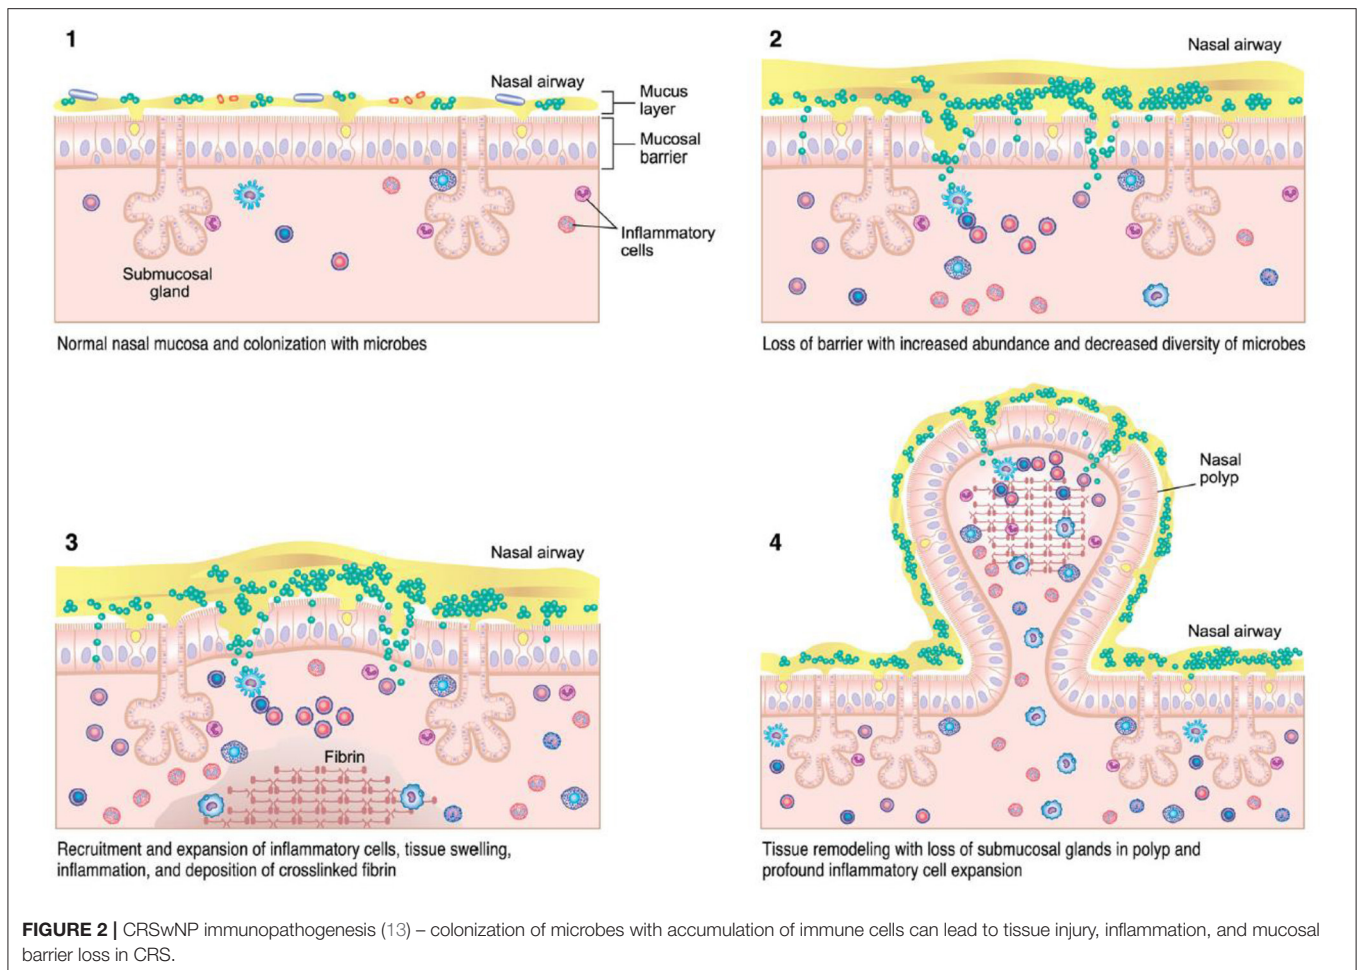 1
Nasal airway
Mucus
layer
Mucosal
barrier
Inflammatory
cells
Submucosal
gland
Normal nasal mucosa and colonization with microbes
2
Nasal airway
Loss of barrier with increased abundance and decreased diversity of microbes
3
Nasal airway
Fibrin
Recruitment and expansion of inflammatory cells, tissue swelling,
inflammation, and deposition of crosslinked fibrin
4
Nasal
polyp
Nasal airway
Tissue remodeling with loss of submucosal glands in polyp and
profound inflammatory cell expansion
FIGURE 2 | CRSwNP immunopathogenesis (13) – colonization of microbes with accumulation of immune cells can lead to tissue injury, inflammation, and mucosal
barrier loss in CRS.